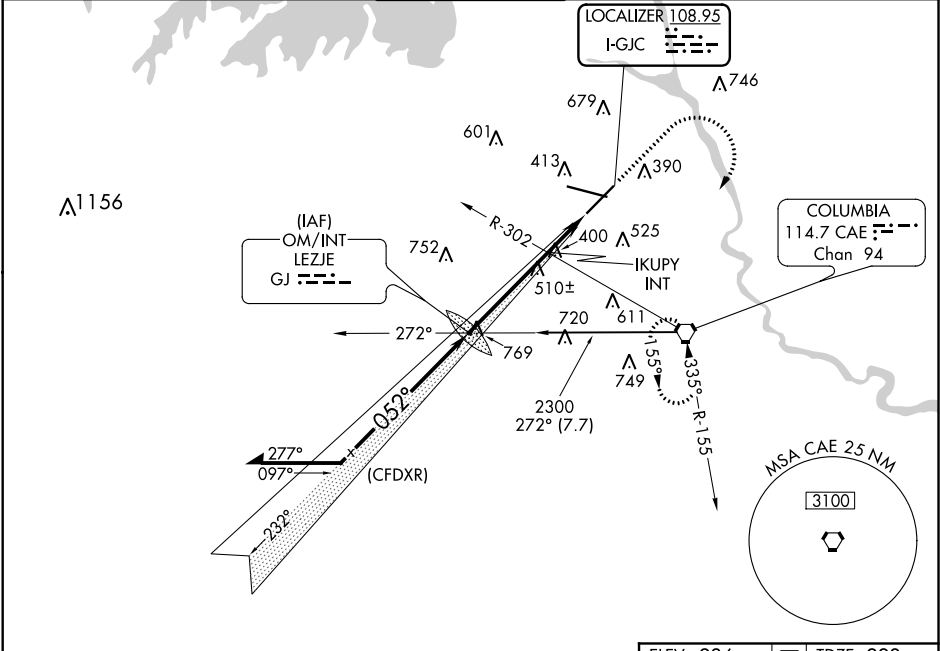 LOCALIZER 108.95
I-GJC
746
679
601
413
390
1156
(IAF)
OM/INT
LEZJE
GJ
R-302
752
400
525
COLUMBIA
114.7 CAE
Chan 94
IKUPY
INT
510±
611
272°
720
769
155°
749
335°
R-155
2300
272° (7.7)
052°
277°
097°
(CFDXR)
232°
MSA CAE 25 NM
3100